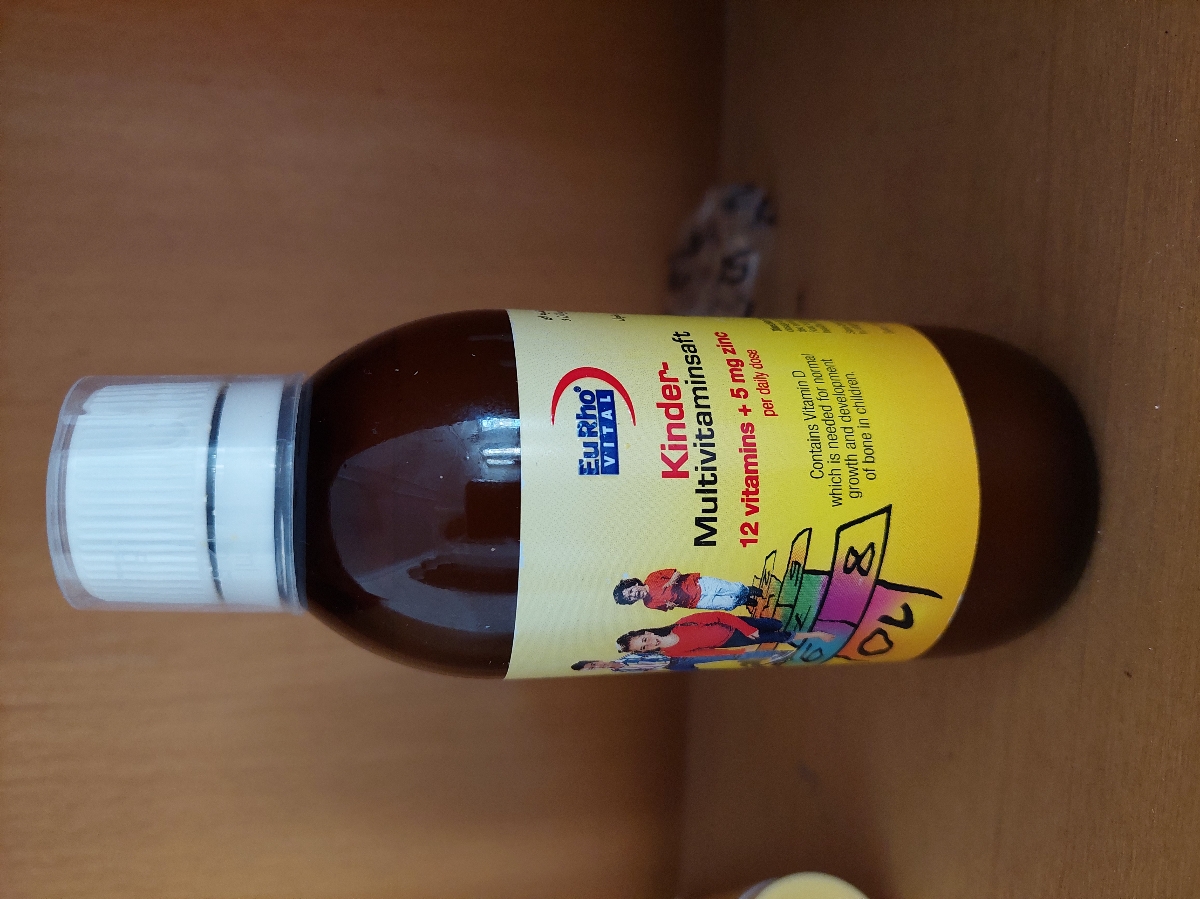 EuRho®
VITAL
Kinder-
Multivitaminsaft
12 vitamins + 5 mg zinc
per daily dose
Contains Vitamin D
which is needed for normal
growth and development
of bone in children.
8